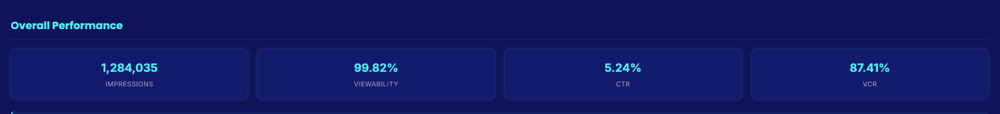 Overall Performance
1,284,035
IMPRESSIONS
99.82%
VIEWABILITY
5.24%
CTR
87.41%
VCR